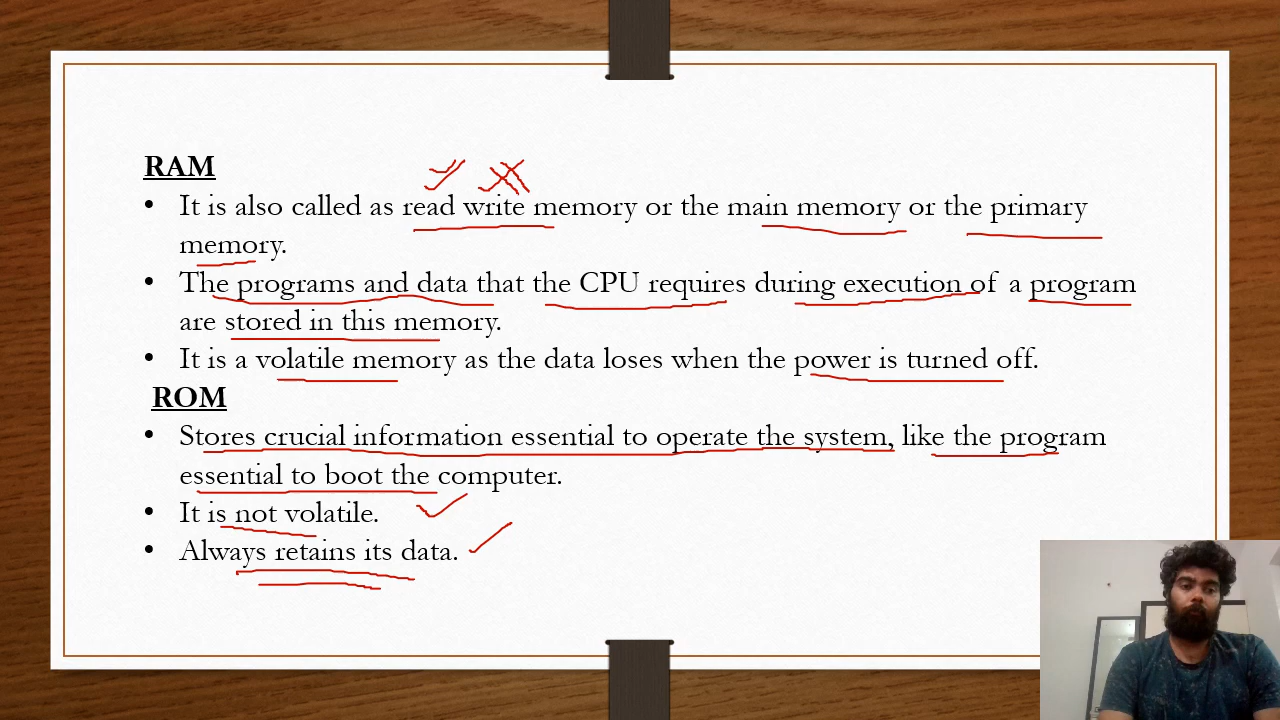 RAM
• It is also called as read write memory or the main memory or the primary
memory.
• The programs and data that the CPU requires during execution of a program
are stored in this memory.
• It is a volatile memory as the data loses when the power is turned off.
ROM
• Stores crucial information essential to operate the system, like the program
essential to boot the computer.
• It is not volatile.
• Always retains its data.